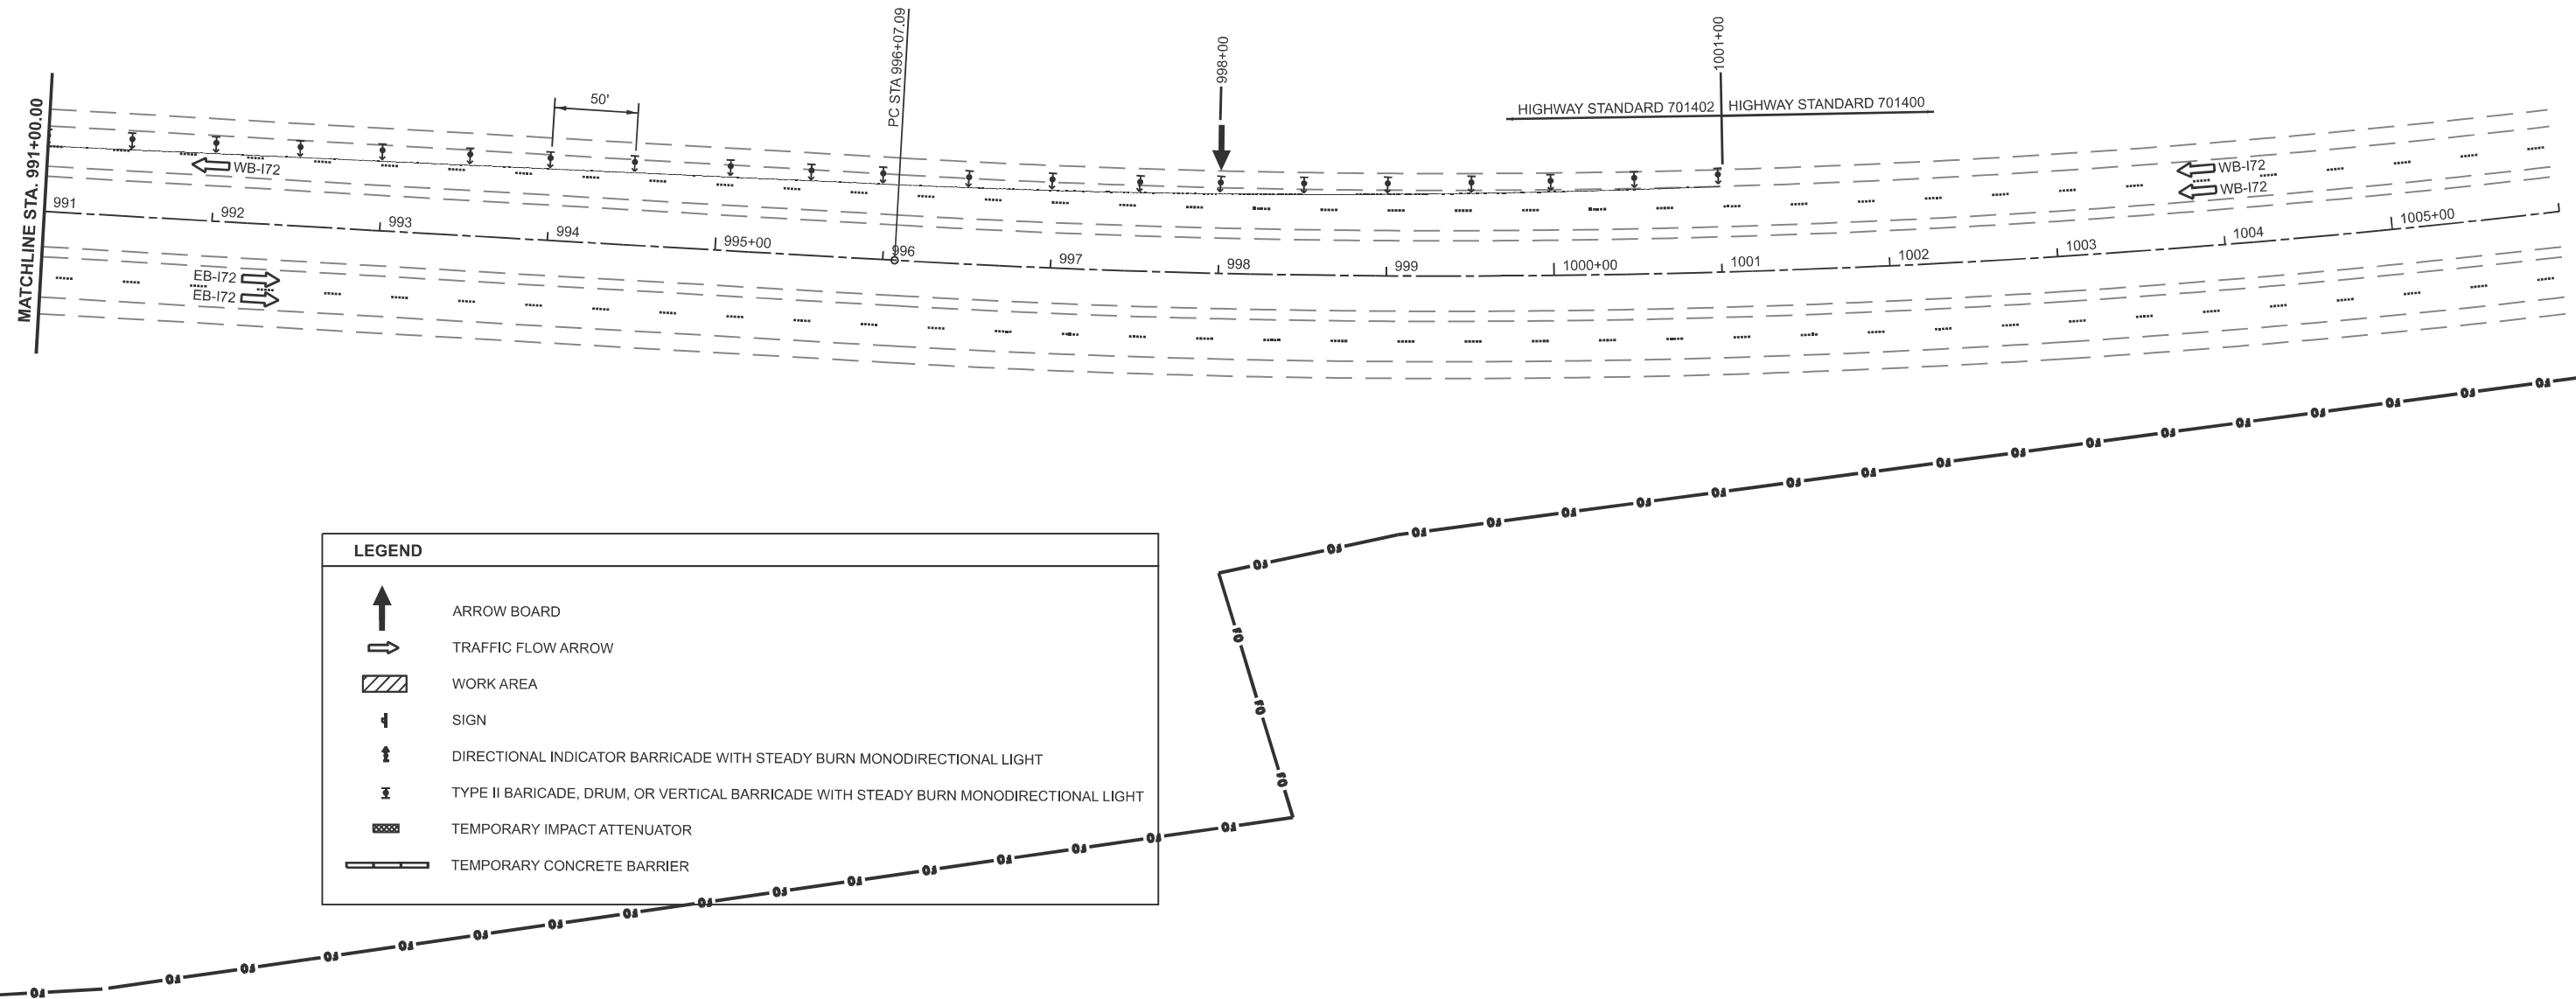 MATCHLINE STA. 991+00.00
50'
PC STA 996+07.09
998+00
1001+00
HIGHWAY STANDARD 701402
HIGHWAY STANDARD 701400
WB-I72
WB-I72
WB-I72
991
992
993
994
995+00
996
997
998
999
1000+00
1001
1002
1003
1004
1005+00
EB-I72
EB-I72
LEGEND
ARROW BOARD
TRAFFIC FLOW ARROW
WORK AREA
SIGN
DIRECTIONAL INDICATOR BARRICADE WITH STEADY BURN MONODIRECTIONAL LIGHT
TYPE II BARICADE, DRUM, OR VERTICAL BARRICADE WITH STEADY BURN MONODIRECTIONAL LIGHT
TEMPORARY IMPACT ATTENUATOR
TEMPORARY CONCRETE BARRIER